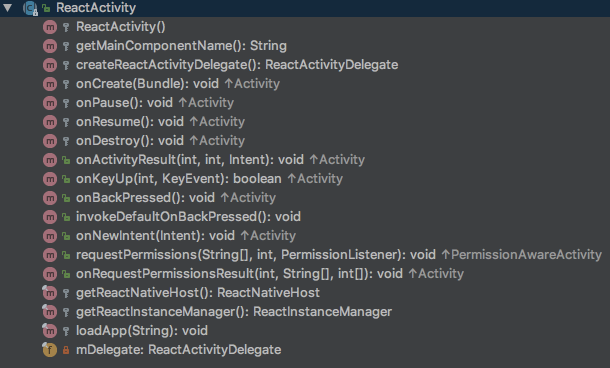 ReactActivity
ReactActivity()
getMainComponentName(): String
createReactActivityDelegate(): ReactActivityDelegate
onCreate(Bundle): void ↑Activity
onPause(): void ↑Activity
onResume(): void ↑Activity
onDestroy(): void ↑Activity
onActivityResult(int, int, Intent): void ↑Activity
onKeyUp(int, KeyEvent): boolean ↑Activity
onBackPressed(): void ↑Activity
invokeDefaultOnBackPressed(): void
onNewIntent(Intent): void ↑Activity
requestPermissions(String[], int, PermissionListener): void ↑PermissionAwareActivity
onRequestPermissionsResult(int, String[], int[]): void ↑Activity
getReactNativeHost(): ReactNativeHost
getReactInstanceManager(): ReactInstanceManager
loadApp(String): void
mDelegate: ReactActivityDelegate